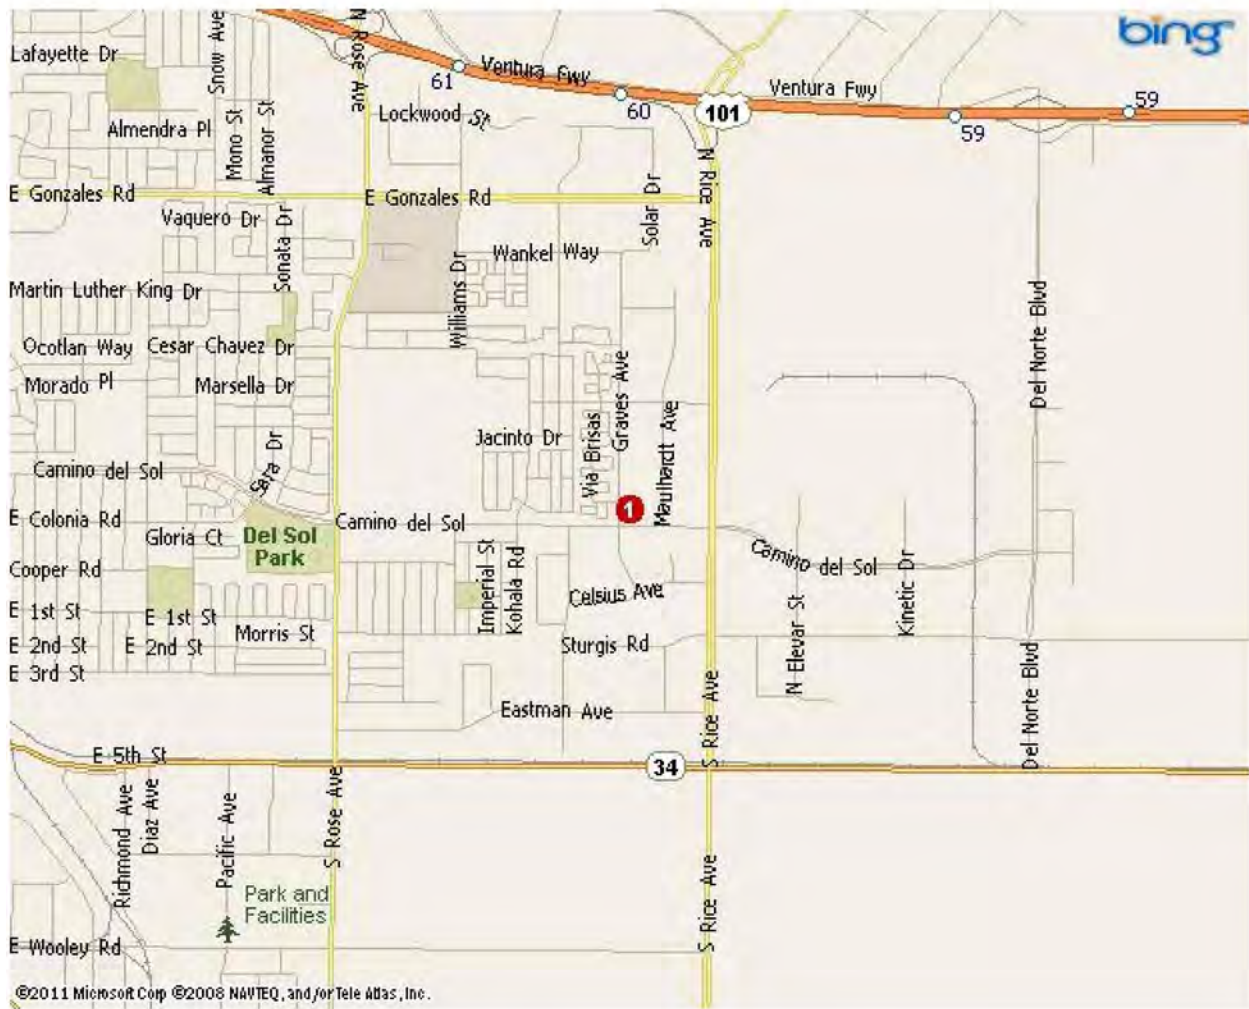 bing
Lafayette Dr
Snow Ave
N Rose Ave
61
Ventura Fwy
60
101
Ventura Fwy
59
59
Lockwood St
Almendra Pl
Mono St
Almanor St
E Gonzales Rd
E Gonzales Rd
Solar Dr
N Rice Ave
Vaquero Dr
Sonata Dr
Wankel Way
Martin Luther King Dr
Williams Dr
Del Norte Blvd
Ocotlan Way
Cesar Chavez Dr
Morado Pl
Marsella Dr
Graves Ave
Via Brisas
Maulhardt Ave
Jacinto Dr
Sara Dr
Camino del Sol
1
E Colonia Rd
Camino del Sol
Gloria Ct
Del Sol
Park
Camino del Sol
Kinetic Dr
Cooper Rd
Imperial St
Kohala Rd
Celsius Ave
E 1st St
E 1st St
N Elevar St
Morris St
E 2nd St
E 2nd St
Sturgis Rd
E 3rd St
S Rice Ave
Del Norte Blvd
Eastman Ave
E 5th St
34
Richmond Ave
Diaz Ave
Pacific Ave
S Rose Ave
S Rice Ave
Park and
Facilities
E Wooley Rd
©2011 Microsoft Corp ©2008 NAVTEQ, and/or Tele Atlas, Inc.